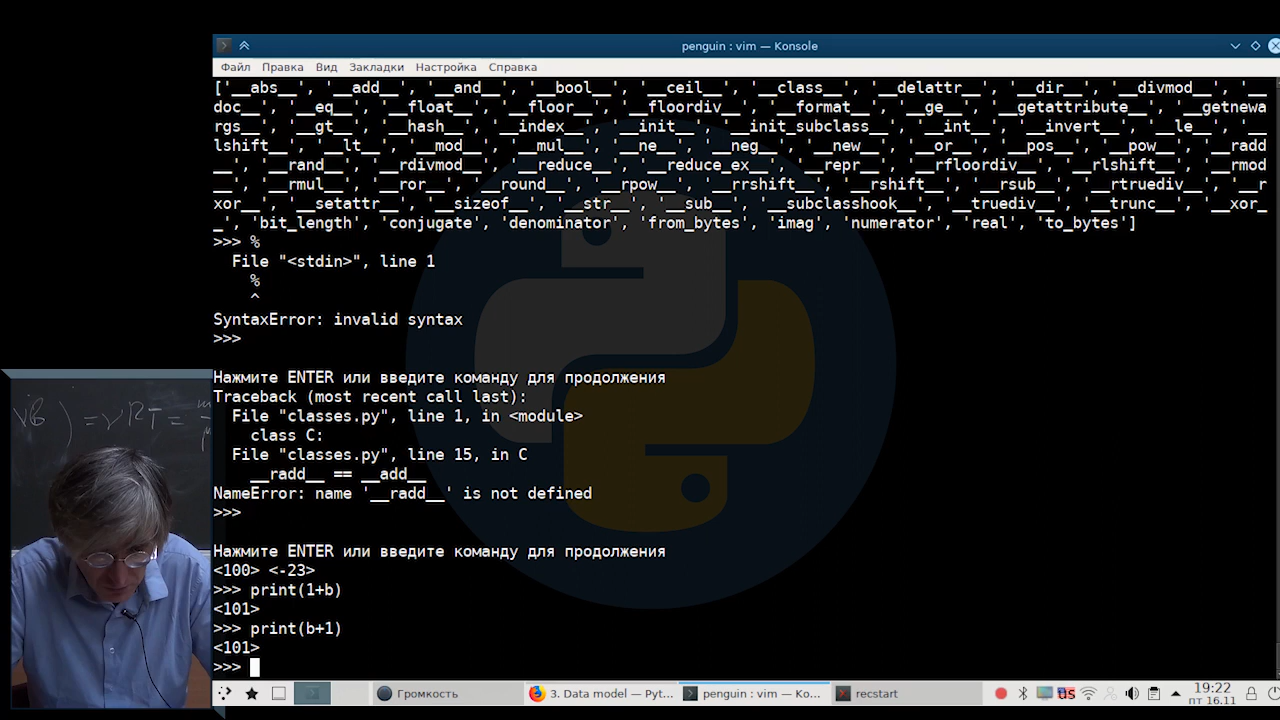 penguin : vim — Konsole
Файл Правка Вид Закладки Настройка Справка
['__abs__', '__add__', '__and__', '__bool__', '__ceil__', '__class__', '__delattr__', '__dir__', '__divmod__', '__
doc__', '__eq__', '__float__', '__floor__', '__floordiv__', '__format__', '__ge__', '__getattribute__', '__getnewa
rgs__', '__gt__', '__hash__', '__index__', '__init__', '__init_subclass__', '__int__', '__invert__', '__le__', '__
lshift__', '__lt__', '__mod__', '__mul__', '__ne__', '__neg__', '__new__', '__or__', '__pos__', '__pow__', '__radd
__', '__rand__', '__rdivmod__', '__reduce__', '__reduce_ex__', '__repr__', '__rfloordiv__', '__rlshift__', '__rmod
__', '__rmul__', '__ror__', '__round__', '__rpow__', '__rrshift__', '__rshift__', '__rsub__', '__rtruediv__', '__r
xor__', '__setattr__', '__sizeof__', '__str__', '__sub__', '__subclasshook__', '__truediv__', '__trunc__', '__xor_
_', 'bit_length', 'conjugate', 'denominator', 'from_bytes', 'imag', 'numerator', 'real', 'to_bytes']
>>> %
File "<stdin>", line 1
%
^
SyntaxError: invalid syntax
>>>
Нажмите ENTER или введите команду для продолжения
Traceback (most recent call last):
File "classes.py", line 1, in <module>
class C:
File "classes.py", line 15, in C
__radd__ == __add__
NameError: name '__radd__' is not defined
>>>
Нажмите ENTER или введите команду для продолжения
<100> <-23>
>>> print(1+b)
<101>
>>> print(b+1)
<101>
>>>
) = νRT =
Громкость 3. Data model — Pyt... penguin : vim — Ko... recstart us 19:22
пт 16.11